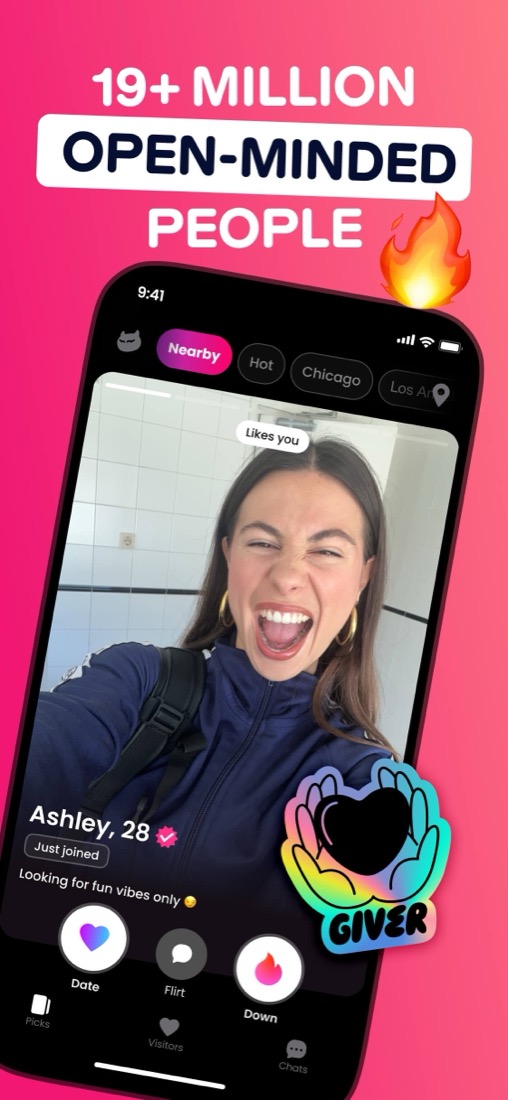 19+ MILLION
OPEN-MINDED
PEOPLE
9:41
Nearby
Hot
Chicago
Los An
Likes you
Ashley, 28
Just joined
Looking for fun vibes only 😏
GIVER
Date
Flirt
Down
Picks
Visitors
Chats